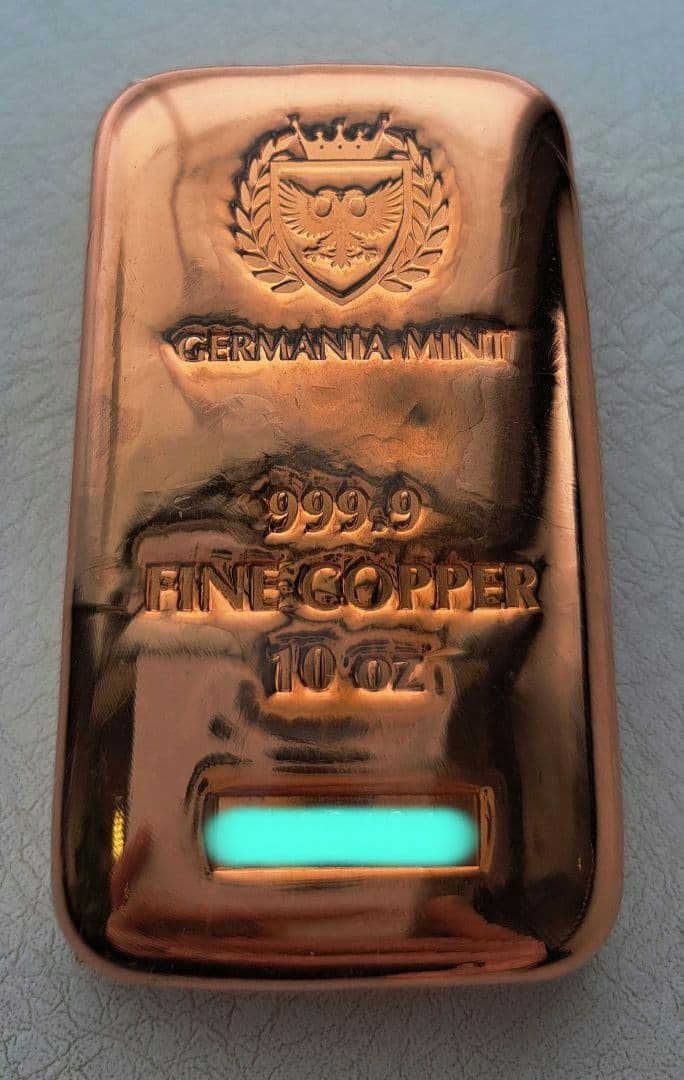 GERMANIA MINT
999.9
FINE COPPER
10 oz